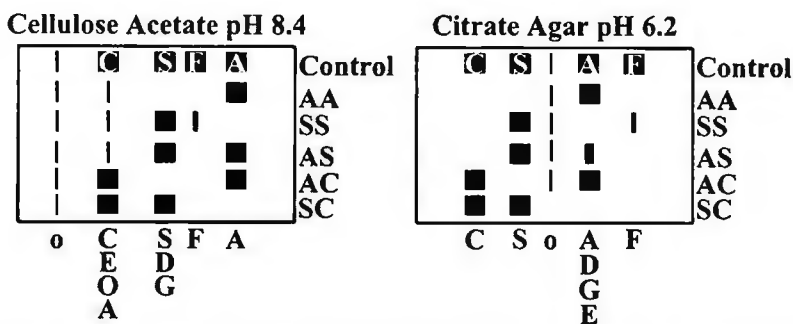 Cellulose Acetate pH 8.4
C S F A Control
AA
SS
AS
AC
SC
o C S F A
E D
O G
A
Citrate Agar pH 6.2
C S A F Control
AA
SS
AS
AC
SC
C S o A F
D
G
E